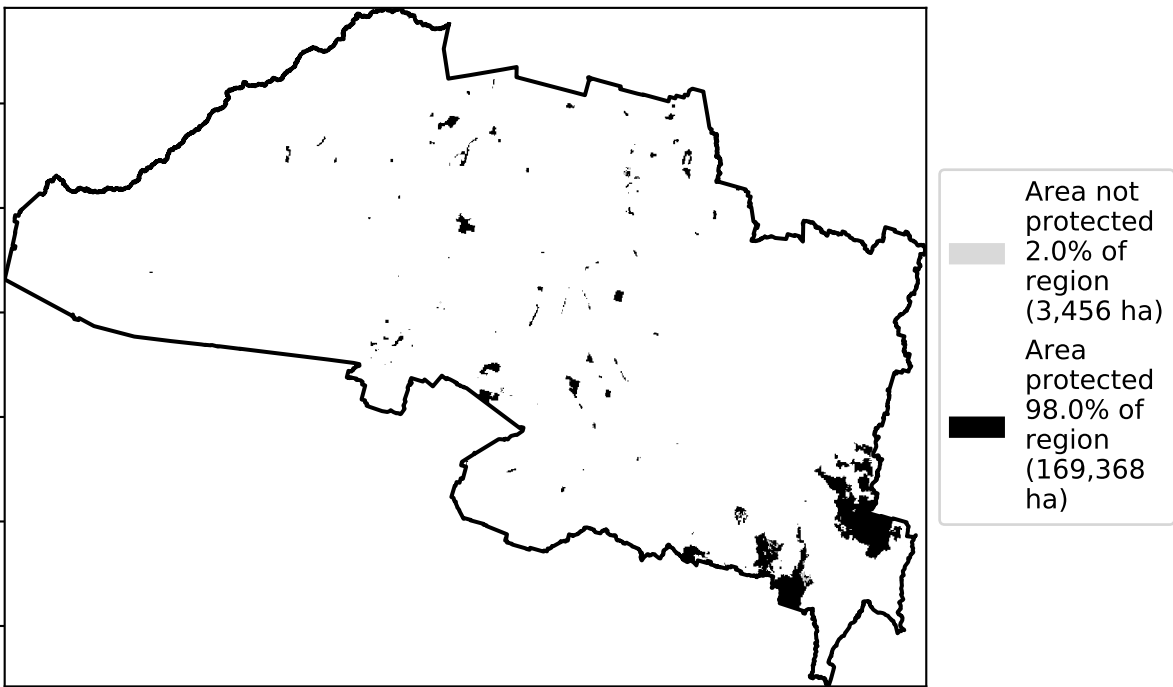 Area not
protected
2.0% of
region
(3,456 ha)
Area
protected
98.0% of
region
(169,368
ha)